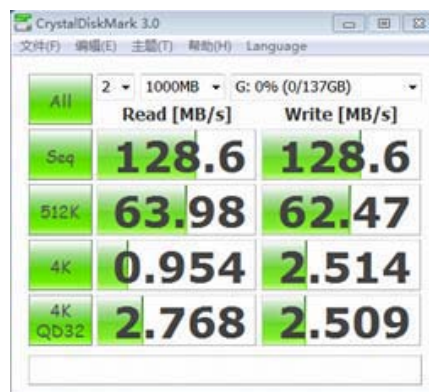 CrystalDiskMark 3.0
文件(F) 编辑(E) 主题(T) 帮助(H) Language
All 2 1000MB G: 0% (0/137GB)
Read [MB/s] Write [MB/s]
Seq 128.6 128.6
512K 63.98 62.47
4K 0.954 2.514
4K QD32 2.768 2.509